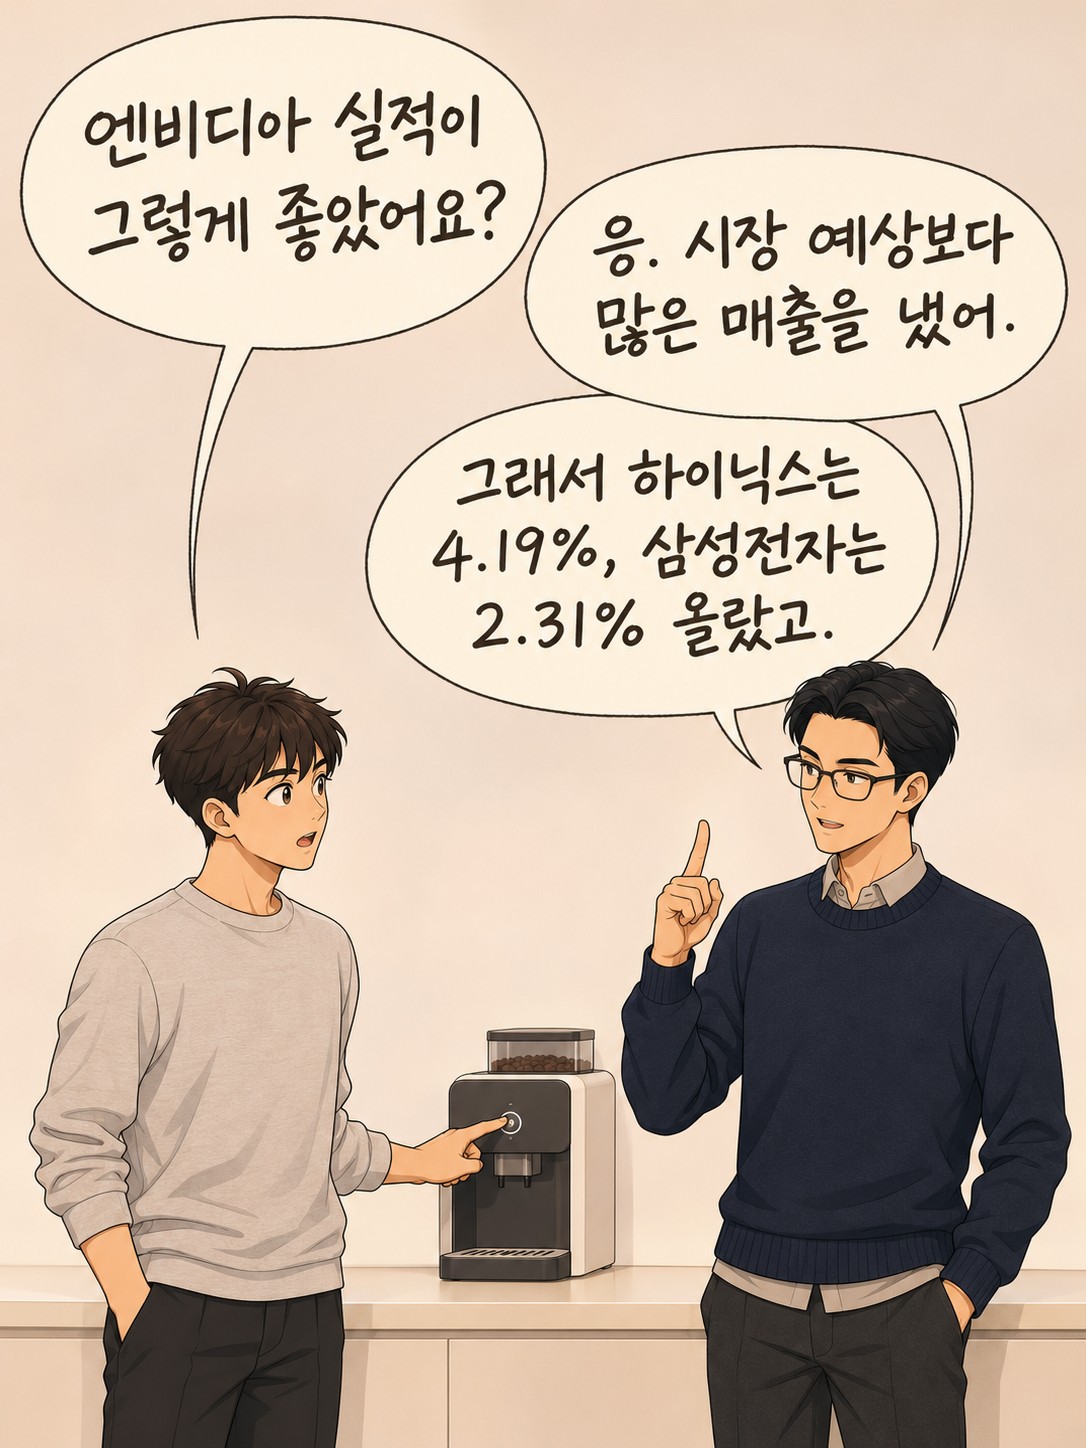 엔비디아 실적이
그렇게 좋았어요?
응. 시장 예상보다
많은 매출을 냈어.
그래서 하이닉스는
4.19%, 삼성전자는
2.31% 올랐고.